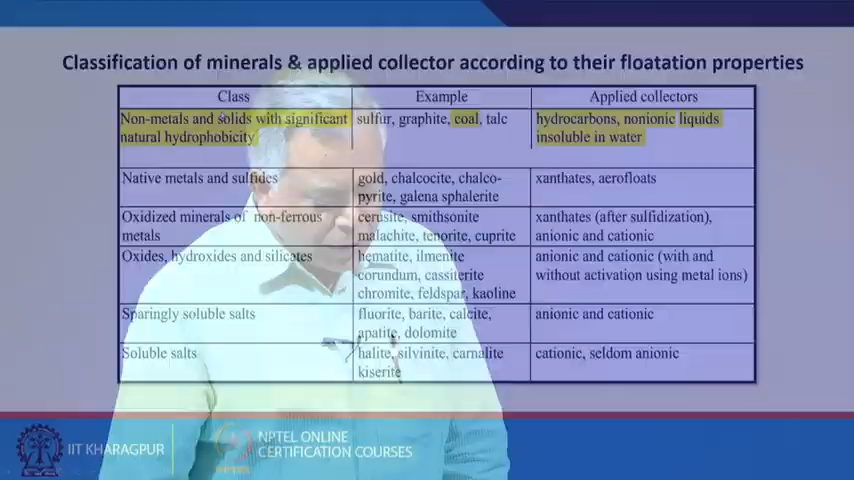 Classification of minerals & applied collector according to their floatation properties
Class Example Applied collectors
Non-metals and solids with significant sulfur, graphite, coal, talc hydrocarbons, nonionic liquids
natural hydrophobicity insoluble in water
Native metals and sulfides gold, chalcocite, chalco- xanthates, aerofloats
pyrite, galena sphalerite
Oxidized minerals of non-ferrous cerusite, smithsonite xanthates (after sulfidization),
metals malachite, tenorite, cuprite anionic and cationic
Oxides, hydroxides and silicates hematite, ilmenite anionic and cationic (with and
corundum, cassiterite without activation using metal ions)
chromite, feldspar, kaoline
Sparingly soluble salts fluorite, barite, calcite, anionic and cationic
apatite, dolomite
Soluble salts halite, silvinite, carnalite cationic, seldom anionic
kiserite
IIT KHARAGPUR
NPTEL
NPTEL ONLINE
CERTIFICATION COURSES